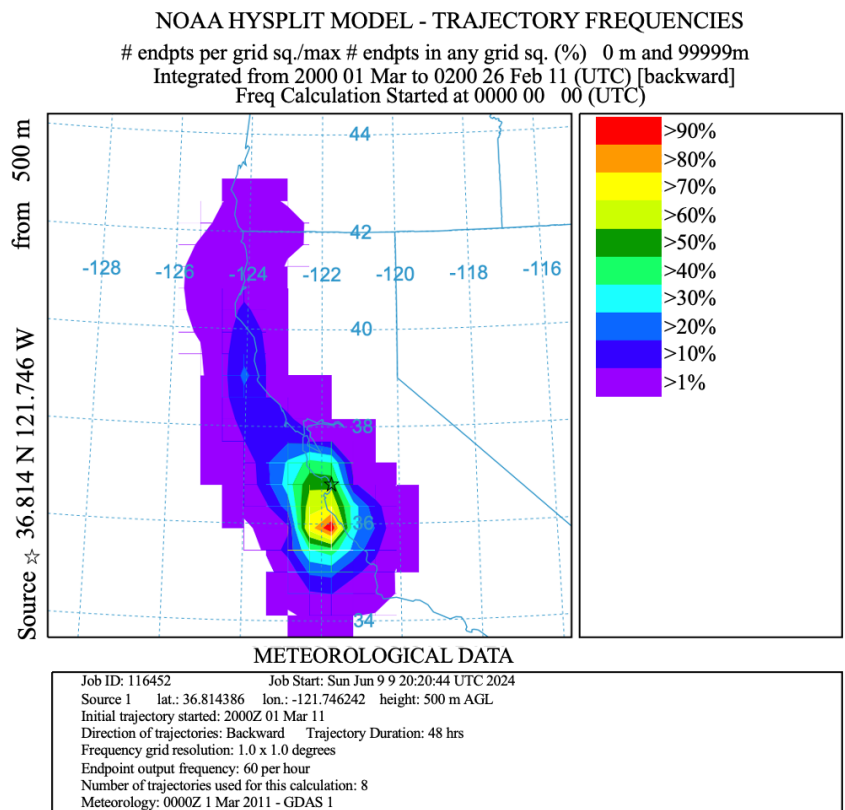 NOAA HYSPLIT MODEL - TRAJECTORY FREQUENCIES
# endpts per grid sq./max # endpts in any grid sq. (%) 0 m and 99999m
Integrated from 2000 01 Mar to 0200 26 Feb 11 (UTC) [backward]
Freq Calculation Started at 0000 00 00 (UTC)
Source ☆ 36.814 N 121.746 W from 500 m
44
42
-128 -126 -124 -122 -120 -118 -116
40
38
36
34
>90%
>80%
>70%
>60%
>50%
>40%
>30%
>20%
>10%
>1%
METEOROLOGICAL DATA
Job ID: 116452 Job Start: Sun Jun 9 9 20:20:44 UTC 2024
Source 1 lat.: 36.814386 lon.: -121.746242 height: 500 m AGL
Initial trajectory started: 2000Z 01 Mar 11
Direction of trajectories: Backward Trajectory Duration: 48 hrs
Frequency grid resolution: 1.0 x 1.0 degrees
Endpoint output frequency: 60 per hour
Number of trajectories used for this calculation: 8
Meteorology: 0000Z 1 Mar 2011 - GDAS 1